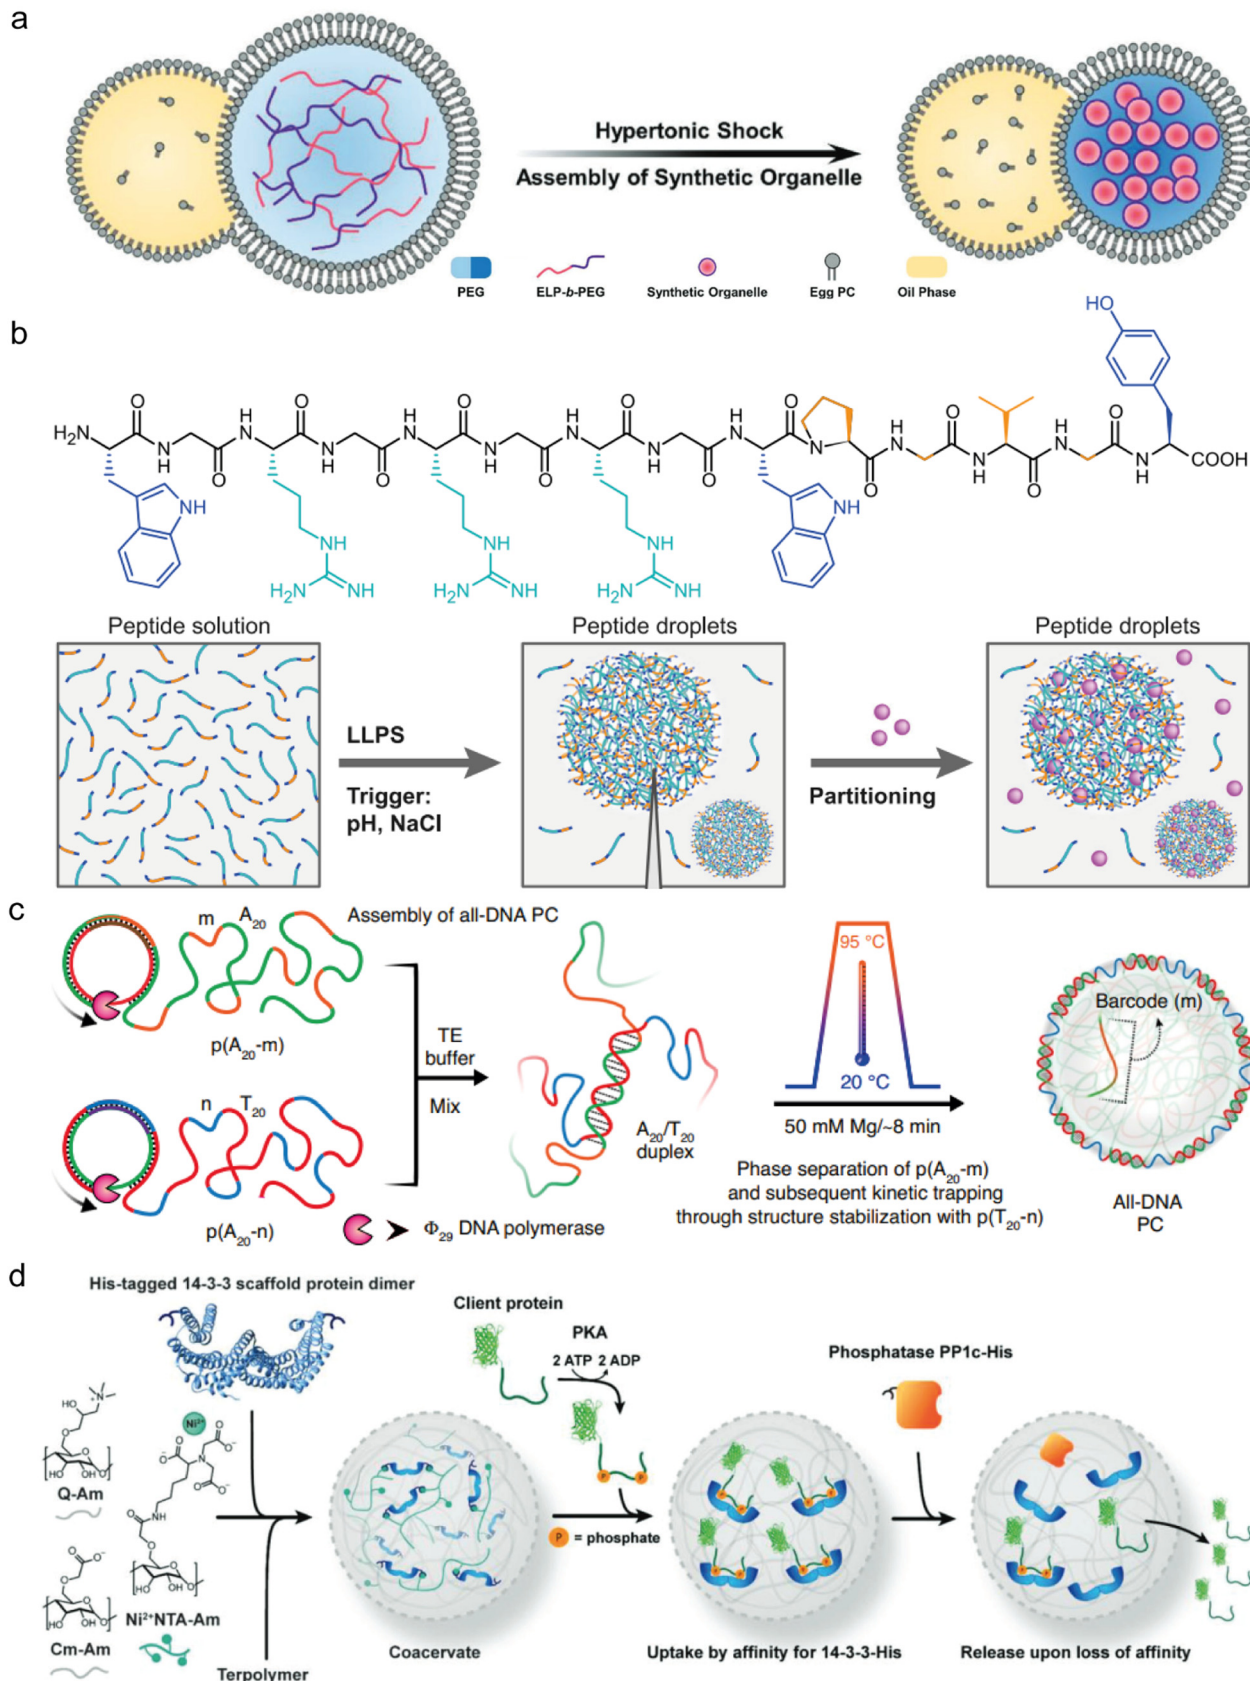 a
Hypertonic Shock
Assembly of Synthetic Organelle
PEG
ELP-b-PEG
Synthetic Organelle
Egg PC
Oil Phase
b
HO
H₂N O N H O H N O N H O H N O N H O H N O N H O H N O N O H N O N H O H N O N H O H N O COOH
NH NH
NH NH NH
H₂N NH H₂N NH H₂N NH
Peptide solution
Peptide droplets
Peptide droplets
LLPS
Trigger:
pH, NaCl
Partitioning
c
m A₂₀
Assembly of all-DNA PC
p(A₂₀-m)
n T₂₀
p(A₂₀-n)
Φ₂₉ DNA polymerase
TE
buffer
Mix
A₂₀/T₂₀
duplex
95 °C
20 °C
50 mM Mg/~8 min
Phase separation of p(A₂₀-m)
and subsequent kinetic trapping
through structure stabilization with p(T₂₀-n)
Barcode (m)
All-DNA
PC
d
His-tagged 14-3-3 scaffold protein dimer
Client protein
PKA
2 ATP 2 ADP
Phosphatase PP1c-His
Ni²⁺
HO N⁺
O
OH OH
Q-Am
O⁻
NH
O
OH OH
Cm-Am
Ni²⁺NTA-Am
Terpolymer
Coacervate
P = phosphate
P P
Uptake by affinity for 14-3-3-His
Release upon loss of affinity